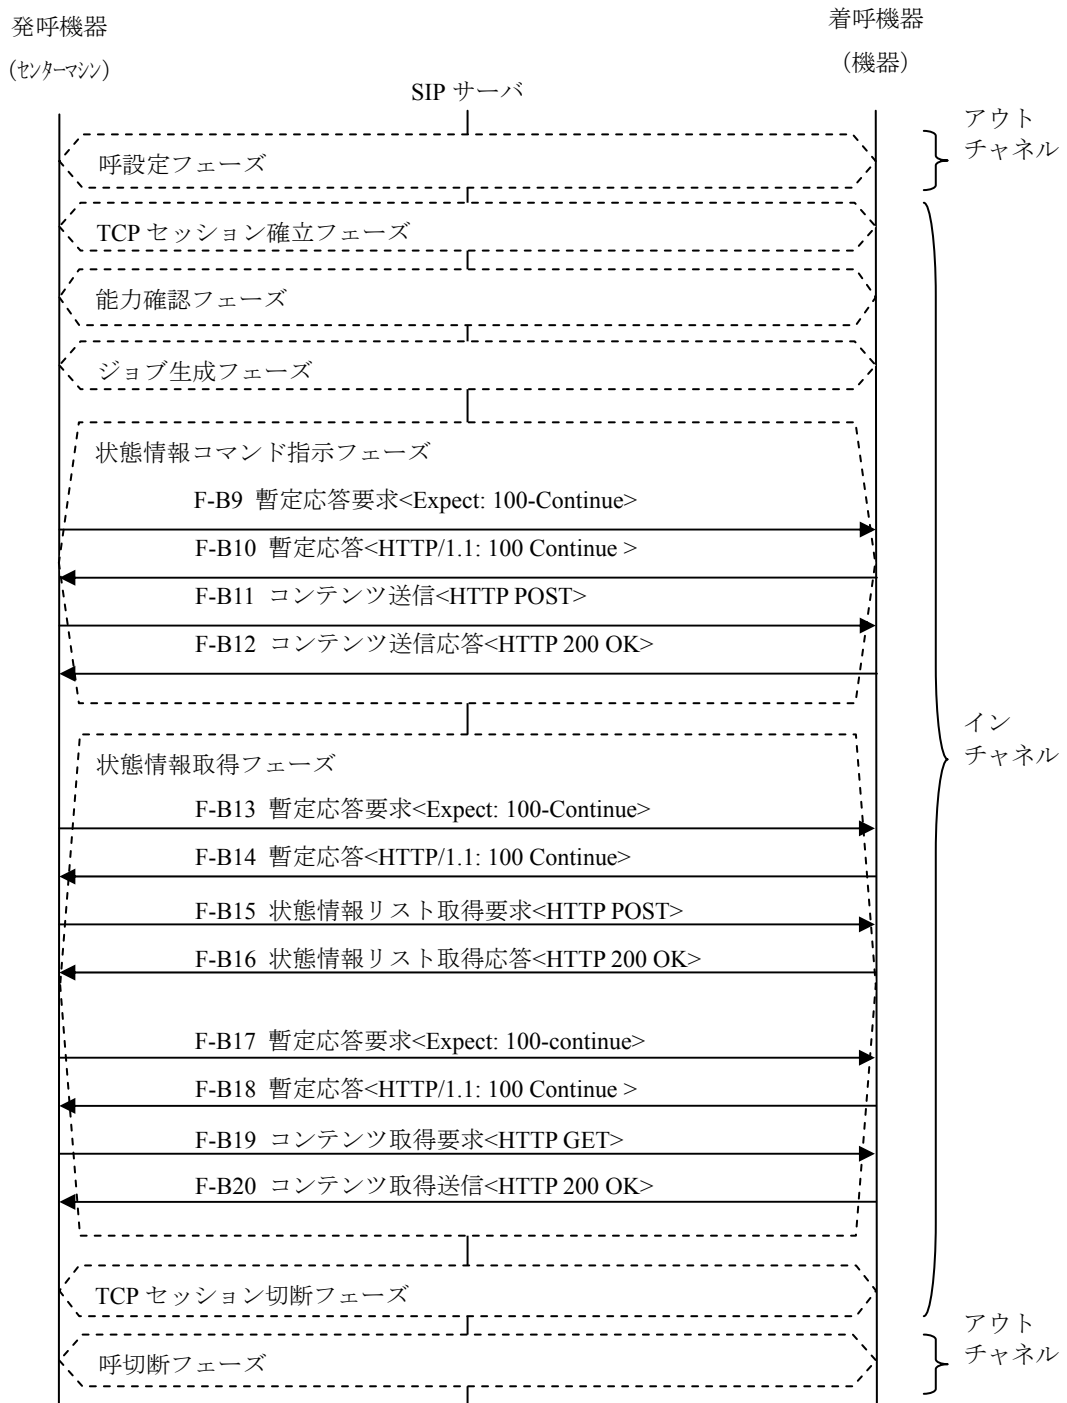 発呼機器
(センターマシン)
着呼機器
(機器)
SIP サーバ
アウト
チャネル
呼設定フェーズ
TCP セッション確立フェーズ
能力確認フェーズ
ジョブ生成フェーズ
状態情報コマンド指示フェーズ
F-B9 暫定応答要求<Expect: 100-Continue>
F-B10 暫定応答<HTTP/1.1: 100 Continue >
F-B11 コンテンツ送信<HTTP POST>
F-B12 コンテンツ送信応答<HTTP 200 OK>
イン
チャネル
状態情報取得フェーズ
F-B13 暫定応答要求<Expect: 100-Continue>
F-B14 暫定応答<HTTP/1.1: 100 Continue>
F-B15 状態情報リスト取得要求<HTTP POST>
F-B16 状態情報リスト取得応答<HTTP 200 OK>
F-B17 暫定応答要求<Expect: 100-continue>
F-B18 暫定応答<HTTP/1.1: 100 Continue >
F-B19 コンテンツ取得要求<HTTP GET>
F-B20 コンテンツ取得送信<HTTP 200 OK>
TCP セッション切断フェーズ
アウト
チャネル
呼切断フェーズ